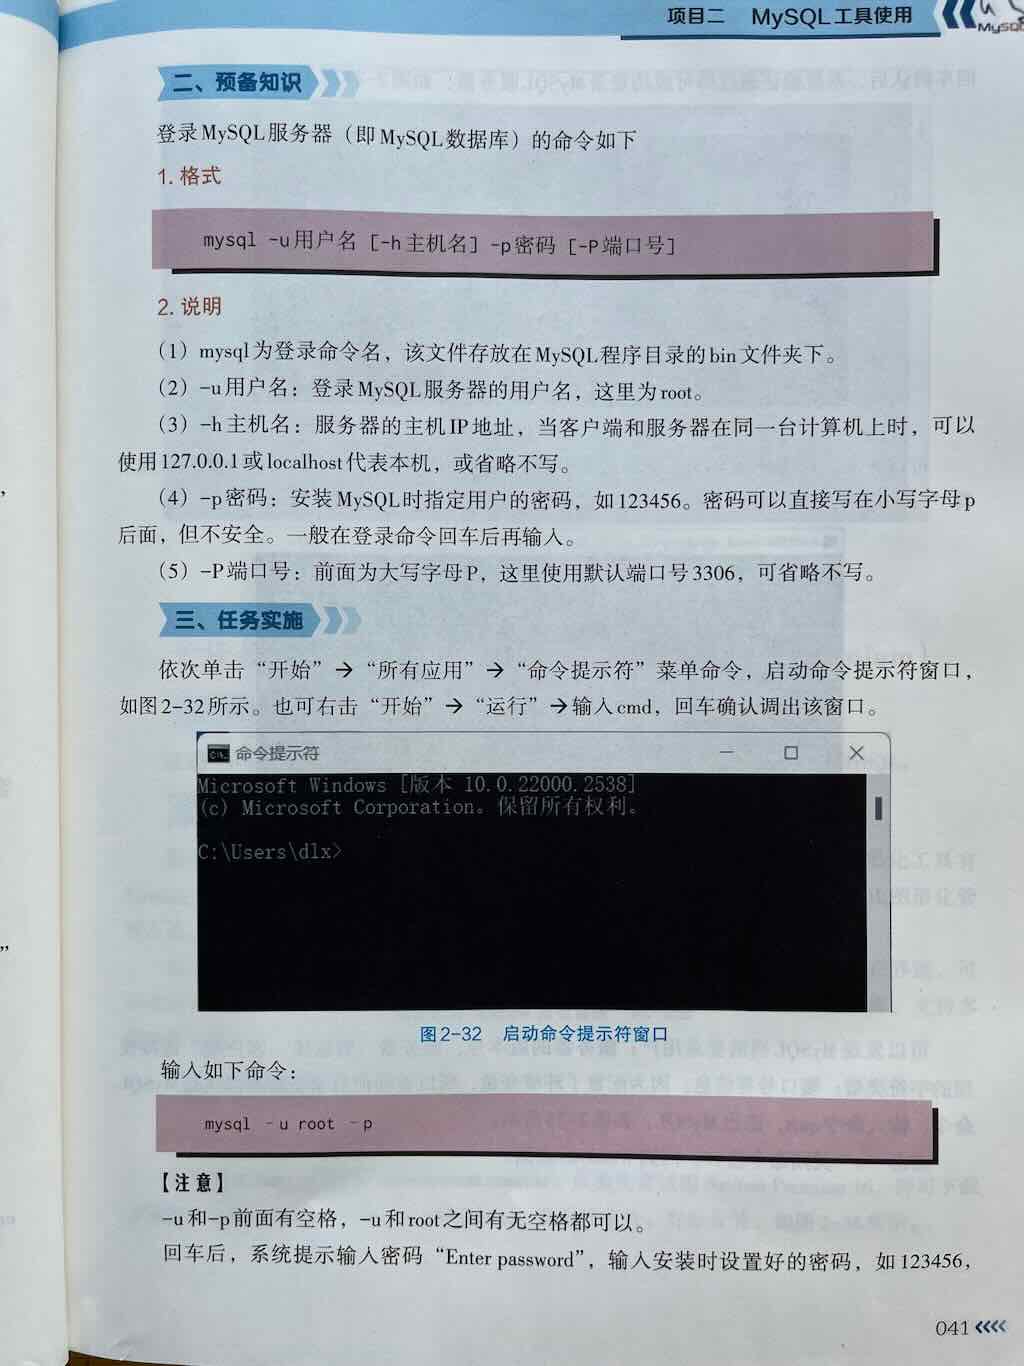 项目二 MySQL工具使用
MySQL
二、预备知识
登录MySQL服务器（即MySQL数据库）的命令如下
1. 格式
mysql -u用户名 [-h主机名] -p密码 [-P端口号]
2. 说明
（1）mysql为登录命令名，该文件存放在MySQL程序目录的bin文件夹下。
（2）-u用户名：登录MySQL服务器的用户名，这里为root。
（3）-h主机名：服务器的主机IP地址，当客户端和服务器在同一台计算机上时，可以
使用127.0.0.1或localhost代表本机，或省略不写。
（4）-p密码：安装MySQL时指定用户的密码，如123456。密码可以直接写在小写字母p
后面，但不安全。一般在登录命令回车后再输入。
（5）-P端口号：前面为大写字母P，这里使用默认端口号3306，可省略不写。
三、任务实施
依次单击“开始”→“所有应用”→“命令提示符”菜单命令，启动命令提示符窗口，
如图2-32所示。也可右击“开始”→“运行”→输入cmd，回车确认调出该窗口。
命令提示符
Microsoft Windows [版本 10.0.22000.2538]
(c) Microsoft Corporation。保留所有权利。
C:\Users\dlx>
图2-32 启动命令提示符窗口
输入如下命令：
mysql -u root -p
【注意】
-u和-p前面有空格，-u和root之间有无空格都可以。
回车后，系统提示输入密码“Enter password”，输入安装时设置好的密码，如123456，
041